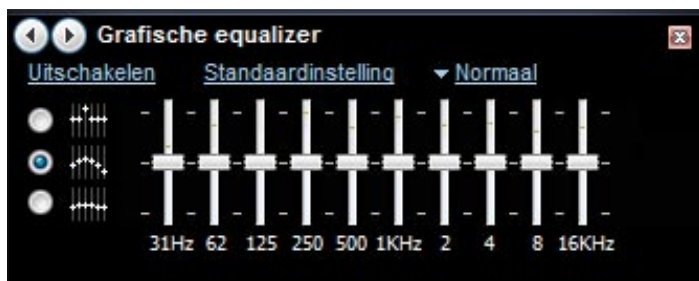 Grafische equalizer
Uitschakelen Standaardinstelling Normaal
31Hz 62 125 250 500 1KHz 2 4 8 16KHz